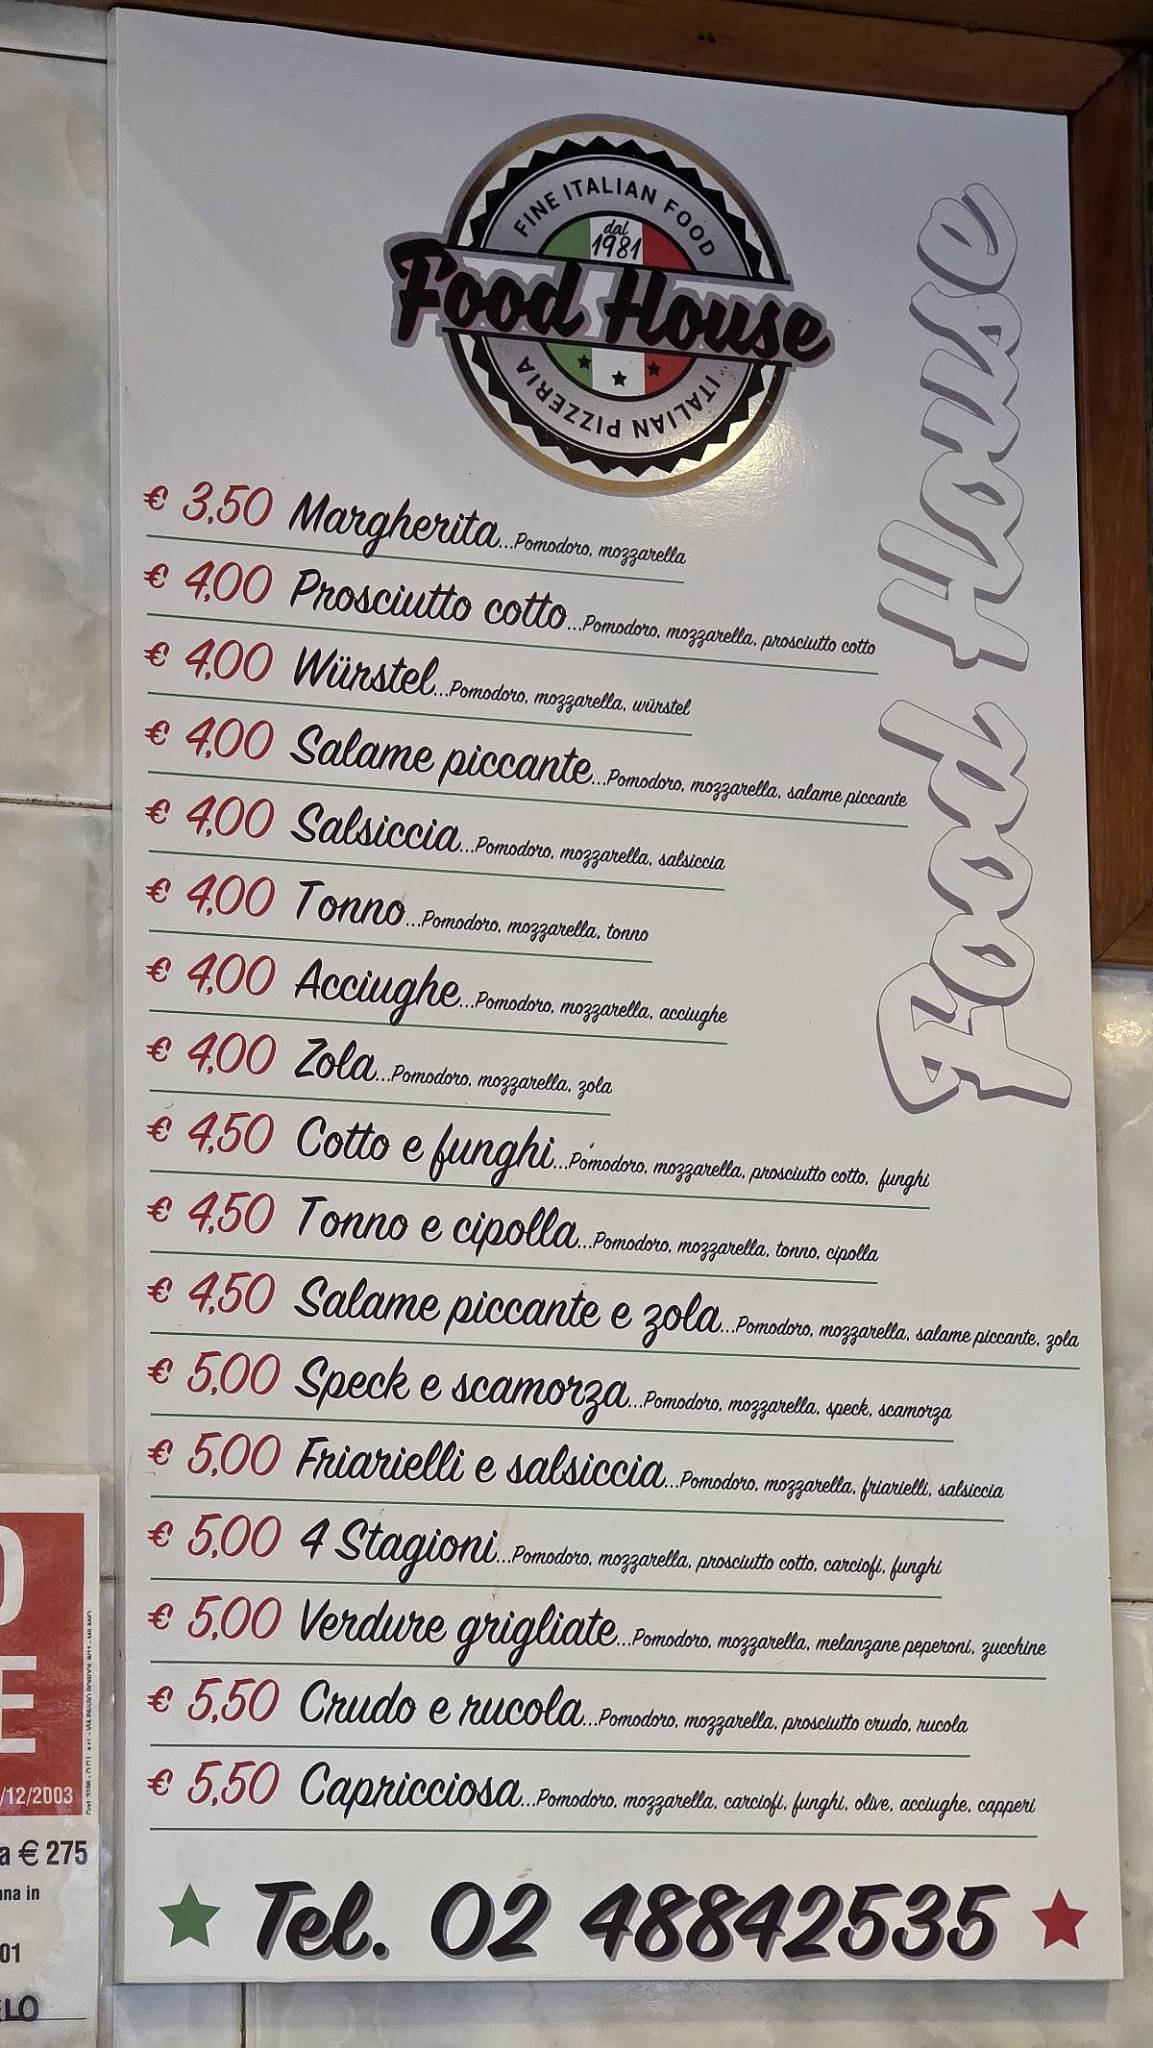 FINE ITALIAN FOOD
dal
1981
Food House
ITALIAN PIZZERIA
Food House
€ 3,50 Margherita...Pomodoro, mozzarella
€ 4,00 Prosciutto cotto...Pomodoro, mozzarella, prosciutto cotto
€ 4,00 Würstel...Pomodoro, mozzarella, würstel
€ 4,00 Salame piccante...Pomodoro, mozzarella, salame piccante
€ 4,00 Salsiccia...Pomodoro, mozzarella, salsiccia
€ 4,00 Tonno...Pomodoro, mozzarella, tonno
€ 4,00 Acciughe...Pomodoro, mozzarella, acciughe
€ 4,00 Zola...Pomodoro, mozzarella, zola
€ 4,50 Cotto e funghi...Pomodoro, mozzarella, prosciutto cotto, funghi
€ 4,50 Tonno e cipolla...Pomodoro, mozzarella, tonno, cipolla
€ 4,50 Salame piccante e zola...Pomodoro, mozzarella, salame piccante, zola
€ 5,00 Speck e scamorza...Pomodoro, mozzarella, speck, scamorza
€ 5,00 Friarielli e salsiccia...Pomodoro, mozzarella, friarielli, salsiccia
€ 5,00 4 Stagioni...Pomodoro, mozzarella, prosciutto cotto, carciofi, funghi
€ 5,00 Verdure grigliate...Pomodoro, mozzarella, melanzane peperoni, zucchine
€ 5,50 Crudo e rucola...Pomodoro, mozzarella, prosciutto crudo, rucola
€ 5,50 Capricciosa...Pomodoro, mozzarella, carciofi, funghi, olive, acciughe, capperi
Tel. 02 48842535
O
E
/12/2003
a € 275
na in
01
ELO